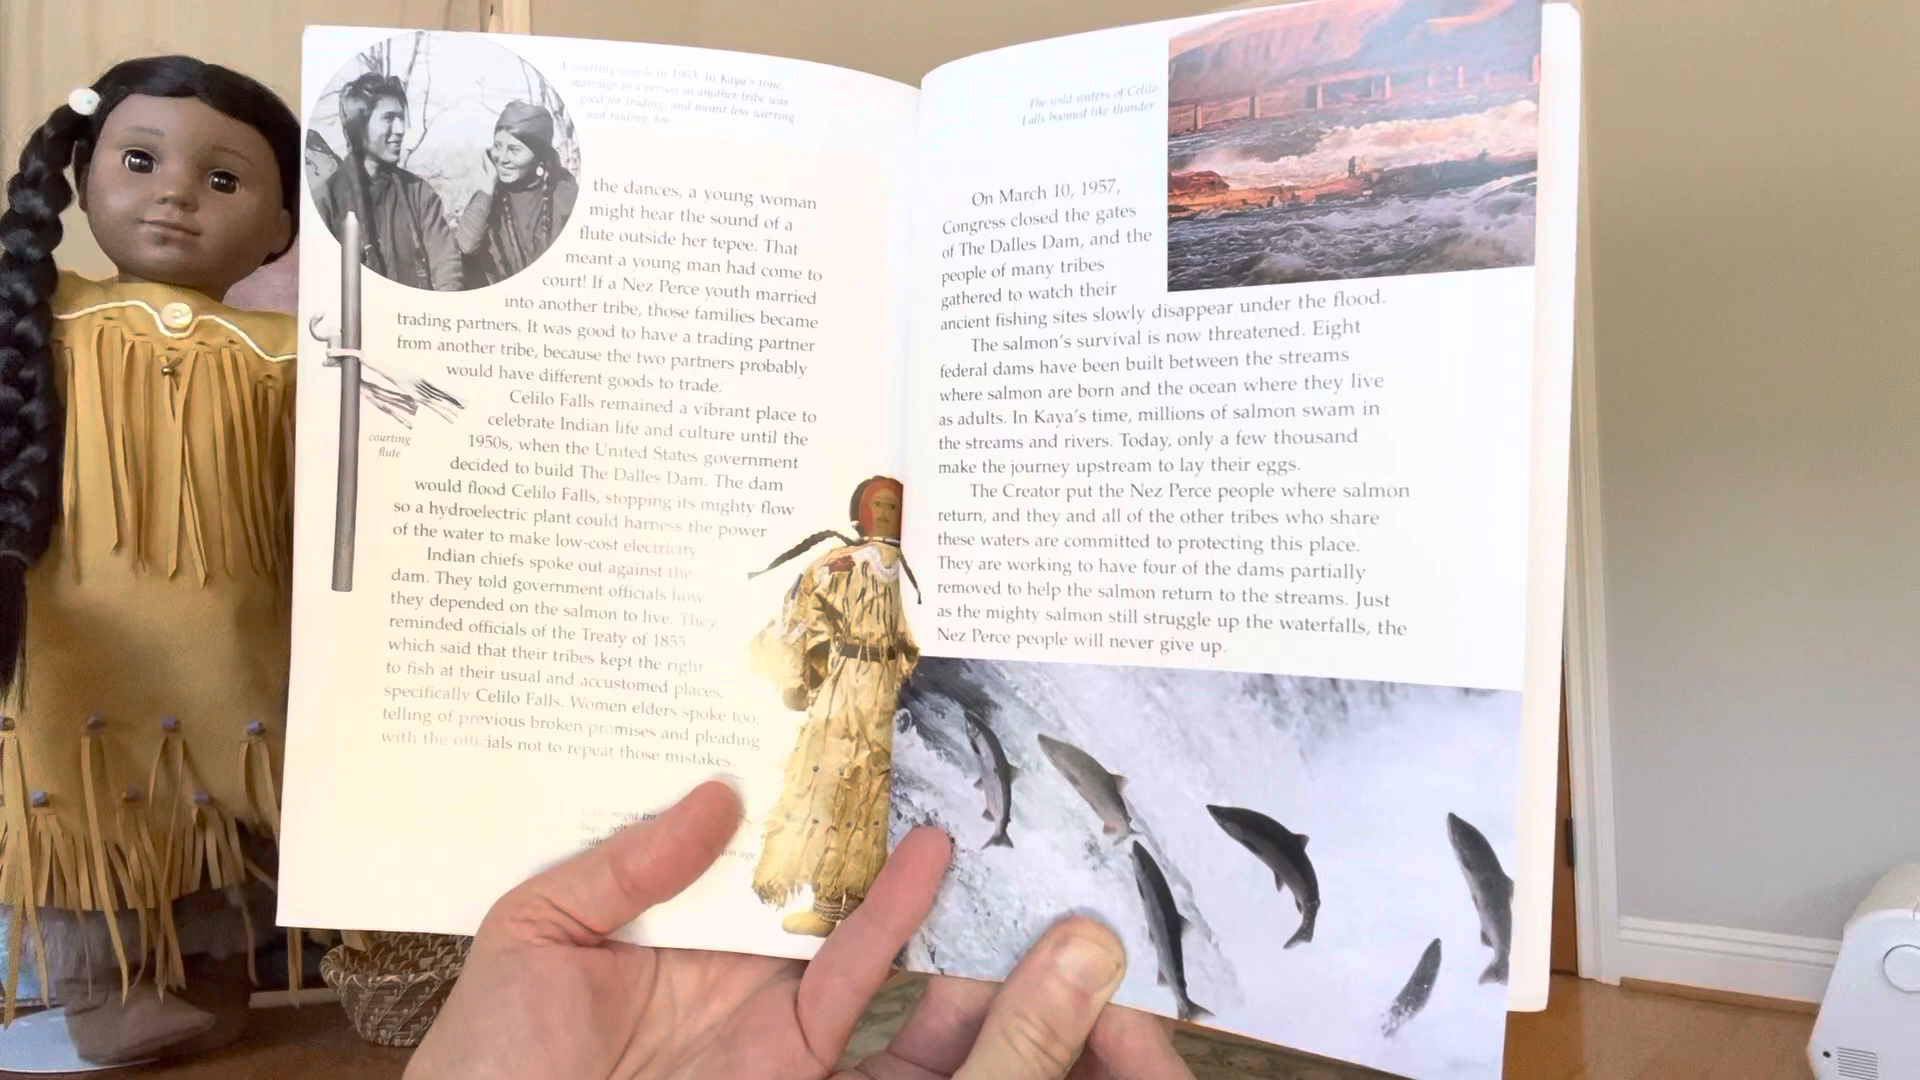 A courting couple in 1903. In Kaya's time,
marriage to a person in another tribe was
good for trading, and meant less warring
and raiding, too.
the dances, a young woman
might hear the sound of a
flute outside her tepee. That
meant a young man had come to
court! If a Nez Perce youth married
into another tribe, those families became
trading partners. It was good to have a trading partner
from another tribe, because the two partners probably
would have different goods to trade.
Celilo Falls remained a vibrant place to
celebrate Indian life and culture until the
1950s, when the United States government
decided to build The Dalles Dam. The dam
would flood Celilo Falls, stopping its mighty flow
so a hydroelectric plant could harness the power
of the water to make low-cost electricity.
Indian chiefs spoke out against the
dam. They told government officials how
they depended on the salmon to live. They
reminded officials of the Treaty of 1855
which said that their tribes kept the right
to fish at their usual and accustomed places,
specifically Celilo Falls. Women elders spoke too,
telling of previous broken promises and pleading
with the officials not to repeat those mistakes.
courting
flute
might
The wild waters of Celilo
Falls boomed like thunder
On March 10, 1957,
Congress closed the gates
of The Dalles Dam, and the
people of many tribes
gathered to watch their
ancient fishing sites slowly disappear under the flood.
The salmon's survival is now threatened. Eight
federal dams have been built between the streams
where salmon are born and the ocean where they live
as adults. In Kaya's time, millions of salmon swam in
the streams and rivers. Today, only a few thousand
make the journey upstream to lay their eggs.
The Creator put the Nez Perce people where salmon
return, and they and all of the other tribes who share
these waters are committed to protecting this place.
They are working to have four of the dams partially
removed to help the salmon return to the streams. Just
as the mighty salmon still struggle up the waterfalls, the
Nez Perce people will never give up.